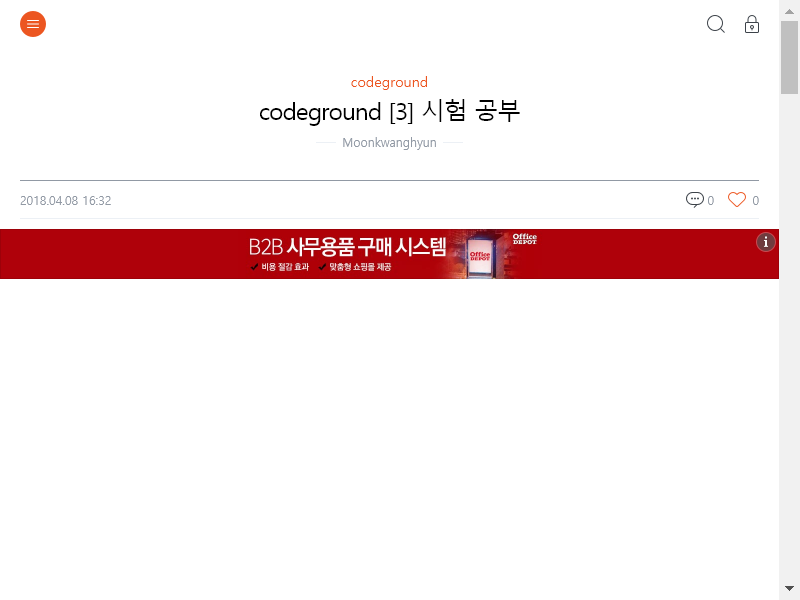 codeground
codeground [3] 시험 공부
Moonkwanghyun
2018.04.08 16:32
0
0
B2B 사무용품 구매 시스템
비용 절감 효과 맞춤형 쇼핑몰 제공
Office DEPOT
Office DEPOT